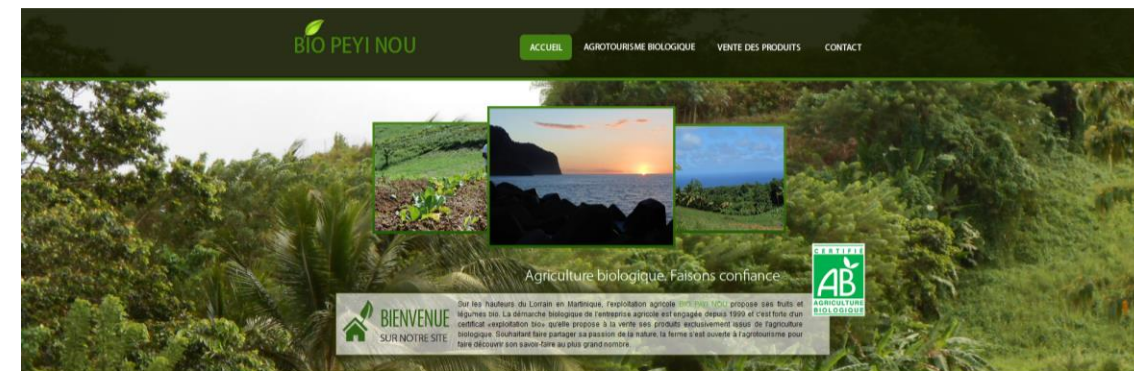 BIO PEYI NOU
ACCUEIL AGROTOURISME BIOLOGIQUE VENTE DES PRODUITS CONTACT
Agriculture biologique, Faisons confiance
CERTIFIÉ
AB
AGRICULTURE
BIOLOGIQUE
BIENVENUE
SUR NOTRE SITE
Sur les hauteurs du Lorrain en Martinique, l'exploitation agricole BIO PEYI NOU propose ses fruits et
légumes bio. La démarche biologique de l'entreprise agricole est engagée depuis 1999 et c'est forte d'un
certificat «exploitation bio» qu'elle propose à la vente ses produits exclusivement issus de l'agriculture
biologique. Souhaitant faire partager sa passion de la nature, la ferme s'est ouverte à l'agrotourisme pour
faire découvrir son savoir-faire au plus grand nombre.